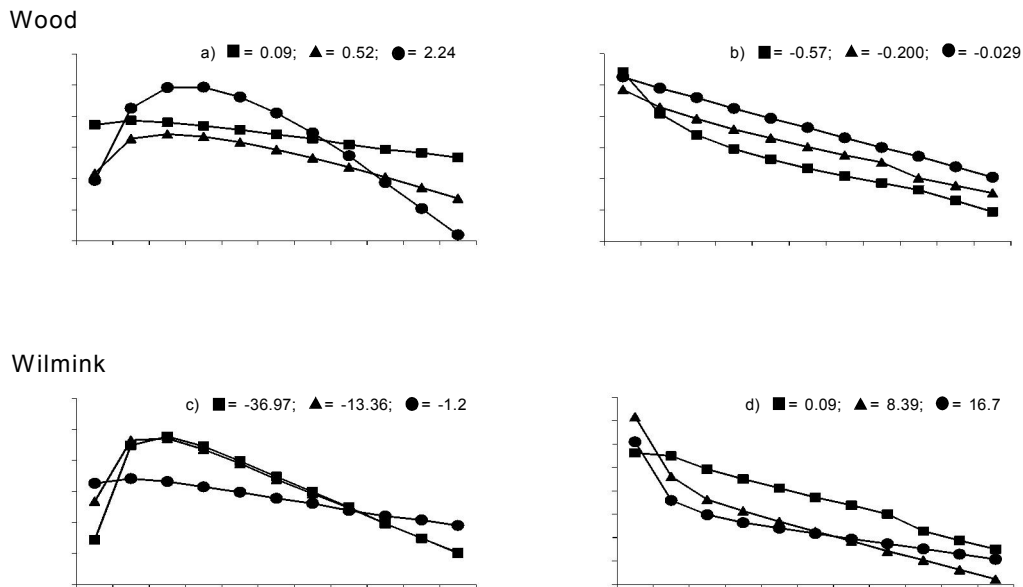 Wood
a) ■ = 0.09; ▲ = 0.52; ● = 2.24
b) ■ = -0.57; ▲ = -0.200; ● = -0.029
Wilmink
c) ■ = -36.97; ▲ = -13.36; ● = -1.2
d) ■ = 0.09; ▲ = 8.39; ● = 16.7